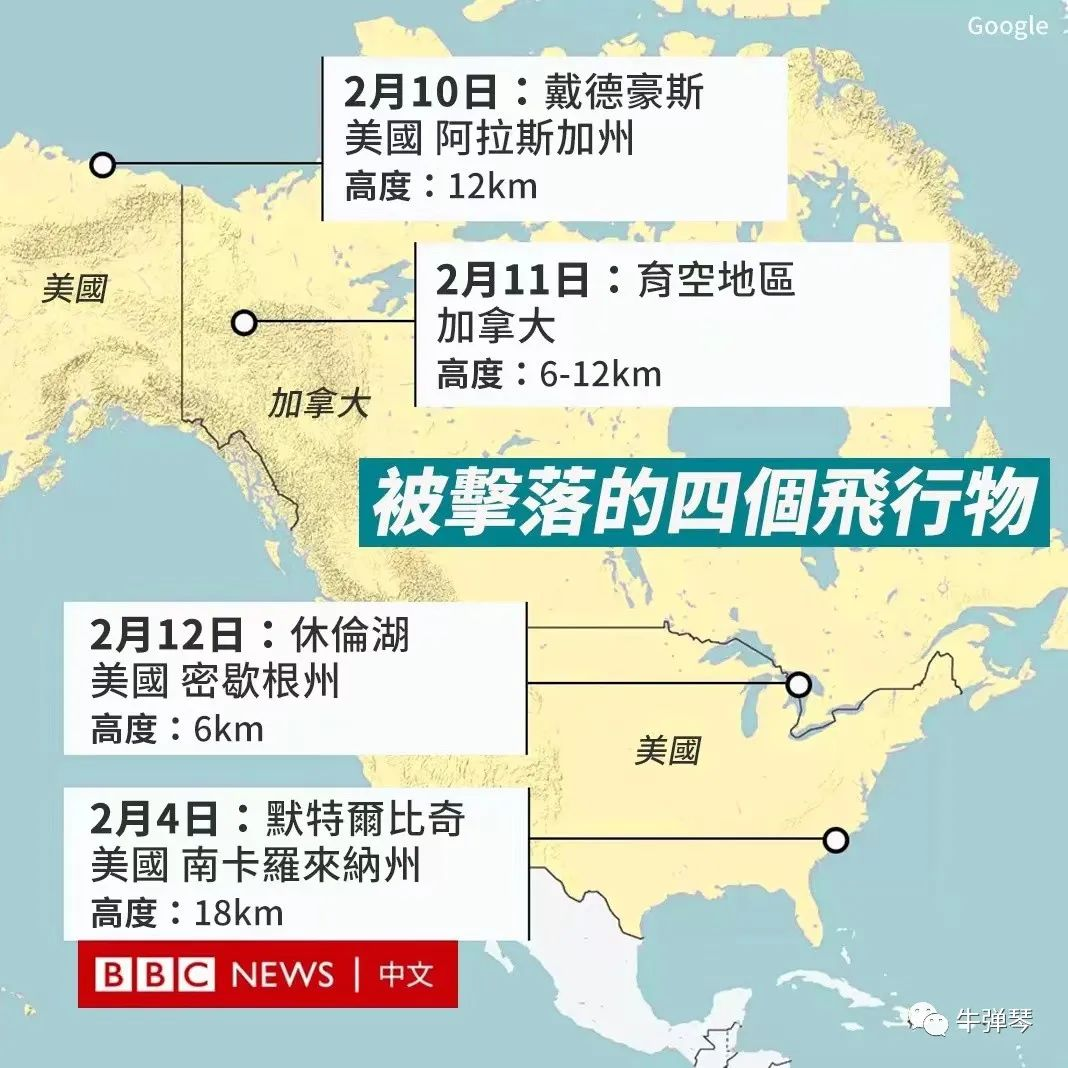 Google
2月10日：戴德豪斯
美國 阿拉斯加州
高度：12km
2月11日：育空地區
加拿大
高度：6-12km
美國
加拿大
被擊落的四個飛行物
2月12日：休倫湖
美國 密歇根州
高度：6km
美國
2月4日：默特爾比奇
美國 南卡羅來納州
高度：18km
BBC NEWS | 中文
牛弹琴